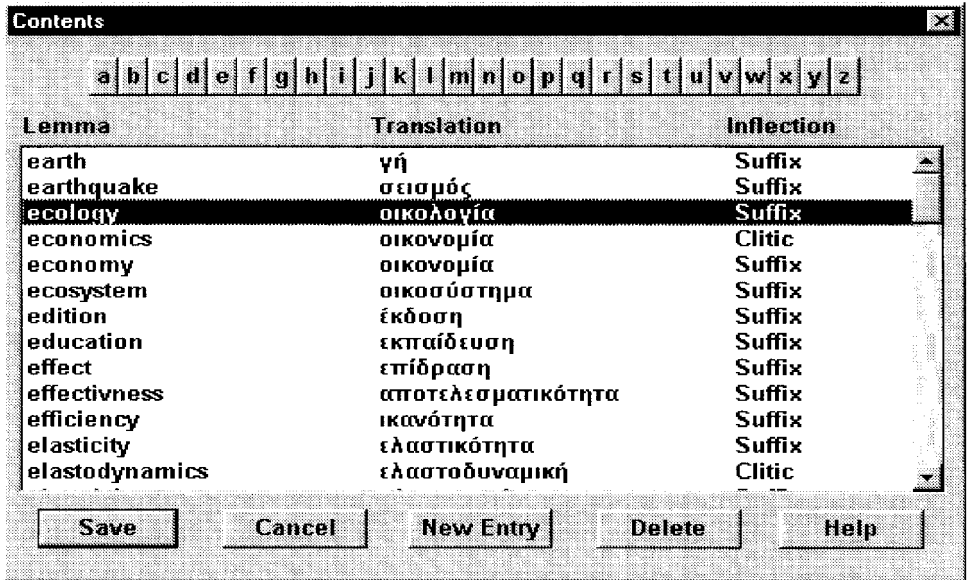 Contents
a b c d e f g h i j k l m n o p q r s t u v w x y z
Lemma Translation Inflection
earth γή Suffix
earthquake σεισμός Suffix
ecology οικολογία Suffix
economics οικονομία Clitic
economy οικονομία Suffix
ecosystem οικοσύστημα Suffix
edition έκδοση Suffix
education εκπαίδευση Suffix
effect επίδραση Suffix
effectivness αποτελεσματικότητα Suffix
efficiency ικανότητα Suffix
elasticity ελαστικότητα Suffix
elastodynamics ελαστοδυναμική Clitic
Save Cancel New Entry Delete Help